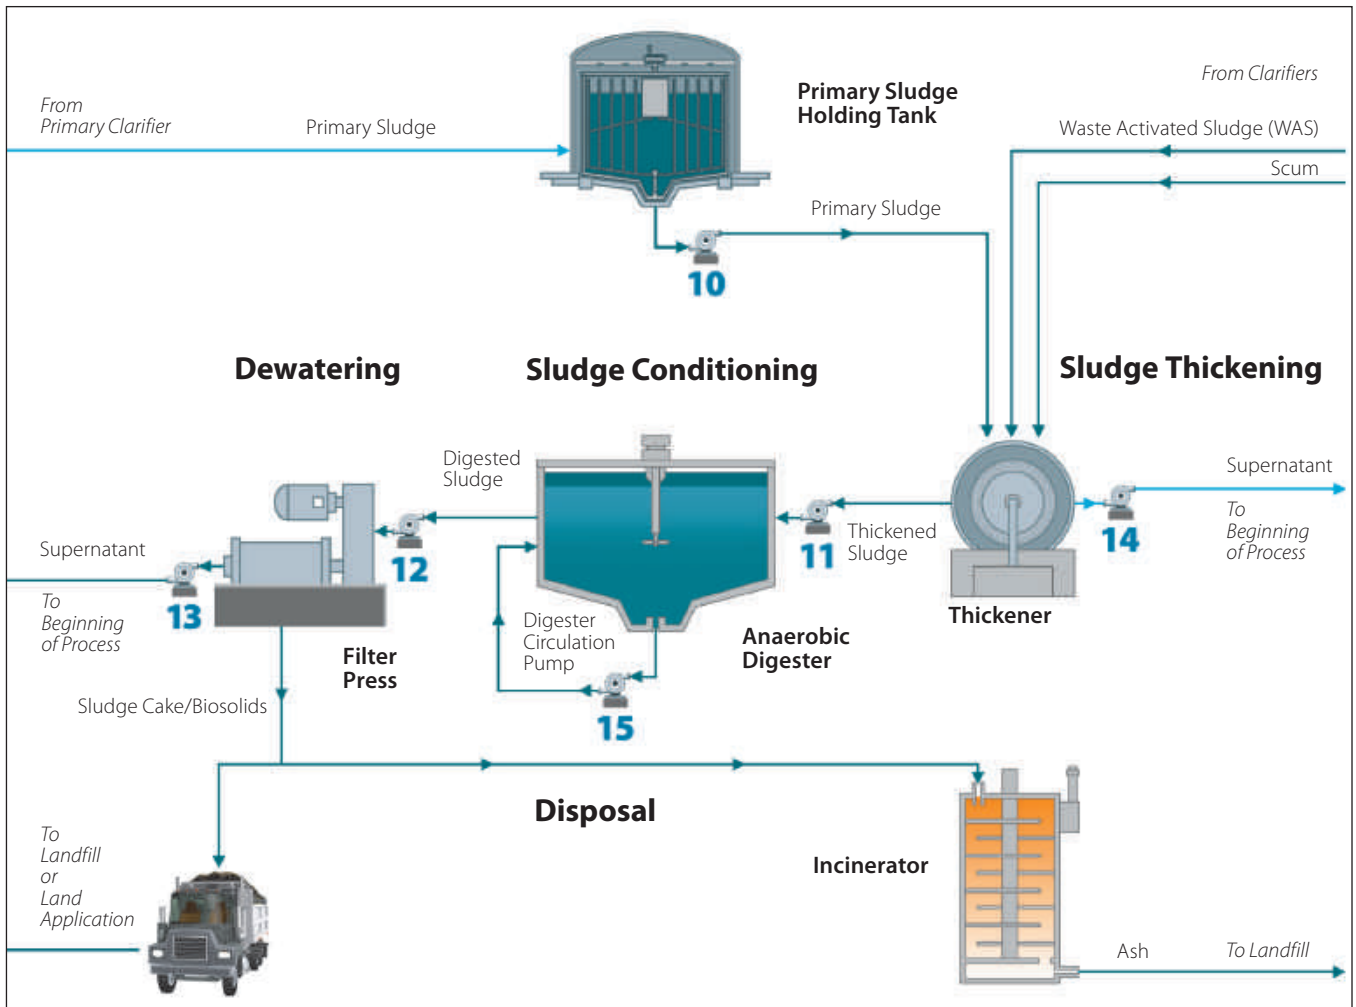 From
Primary Clarifier
Primary Sludge
Primary Sludge
Holding Tank
From Clarifiers
Waste Activated Sludge (WAS)
Scum
Primary Sludge
10
Dewatering
Sludge Conditioning
Sludge Thickening
Digested
Sludge
Supernatant
To
Beginning
of Process
Thickened
Sludge
11
12
14
Supernatant
13
To
Beginning
of Process
Thickener
Digester
Circulation
Pump
Anaerobic
Digester
Filter
Press
15
Sludge Cake/Biosolids
Disposal
To
Landfill
or
Land
Application
Incinerator
Ash
To Landfill